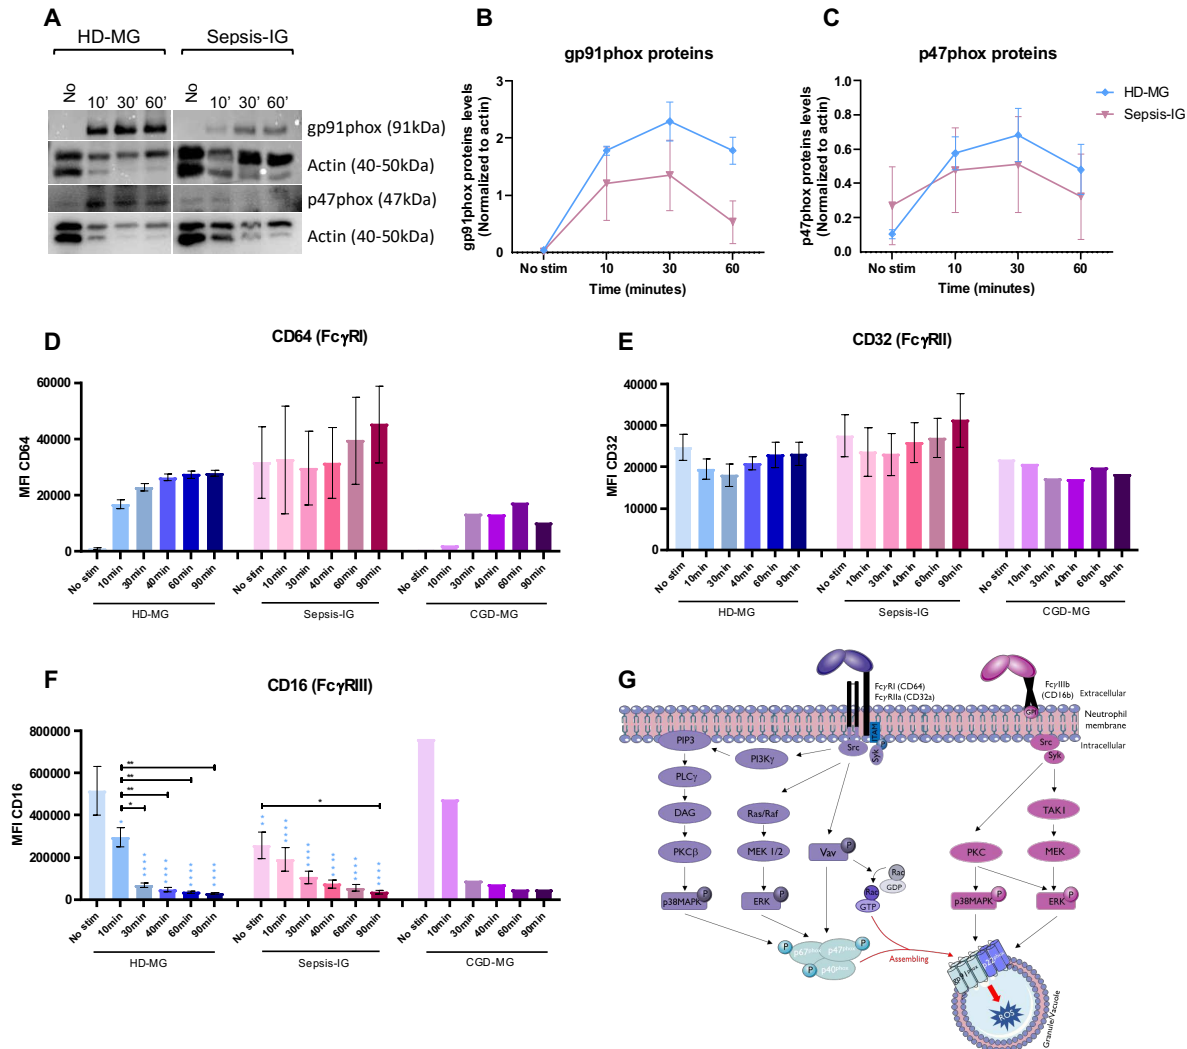 A
HD-MG
Sepsis-IG
No
10’
30’
60’
No
10’
30’
60’
gp91phox (91kDa)
Actin (40-50kDa)
p47phox (47kDa)
Actin (40-50kDa)
B
gp91phox proteins
gp91phox proteins levels
(Normalized to actin)
3
2
1
0
No stim
10
30
60
Time (minutes)
C
p47phox proteins
p47phox proteins levels
(Normalized to actin)
1.0
0.8
0.6
0.4
0.2
0.0
No stim
10
30
60
Time (minutes)
HD-MG
Sepsis-IG
D
CD64 (FcγRI)
MFI CD64
60000
40000
20000
0
No stim
10min
30min
40min
60min
90min
No stim
10min
30min
40min
60min
90min
No stim
10min
30min
40min
60min
90min
HD-MG
Sepsis-IG
CGD-MG
E
CD32 (FcγRII)
MFI CD32
40000
30000
20000
10000
0
No stim
10min
30min
40min
60min
90min
No stim
10min
30min
40min
60min
90min
No stim
10min
30min
40min
60min
90min
HD-MG
Sepsis-IG
CGD-MG
F
CD16 (FcγRIII)
MFI CD16
800000
600000
400000
200000
0
**
**
**
*
*
No stim
10min
30min
40min
60min
90min
No stim
10min
30min
40min
60min
90min
No stim
10min
30min
40min
60min
90min
HD-MG
Sepsis-IG
CGD-MG
G
FcγRI (CD64)
FcγRIIa (CD32a)
FcγIIIb
(CD16b)
Extracellular
Neutrophil
membrane
Intracellular
GPI
ITAM
PIP3
PI3Kγ
Src
Syk
Src
Syk
PLCγ
DAG
Ras/Raf
TAK1
PKCβ
MEK 1/2
Vav
P
PKC
MEK
Rac
GDP
p38MAPK
P
ERK
P
Rac
GTP
p38MAPK
P
ERK
P
P
p67phox
p47phox
P
P
p40phox
Assembling
gp91phox
ROS
Granule/Vacuole